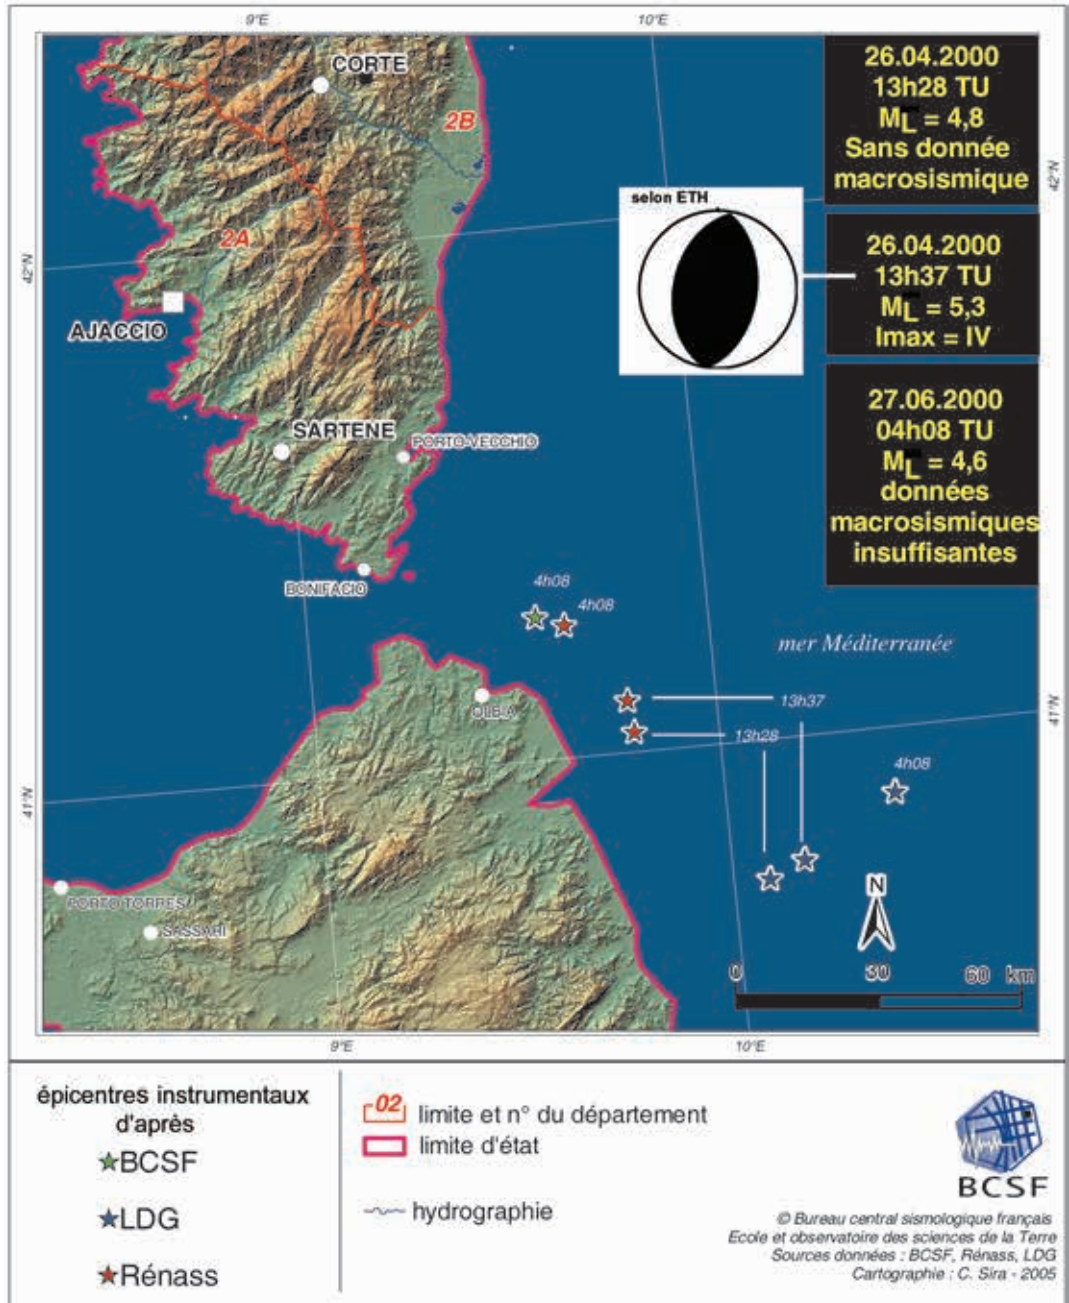 9°E
10°E
CORTE
2B
26.04.2000
13h28 TU
ML = 4,8
Sans donnée
macrosismique
42°N
selon ETH
2A
26.04.2000
13h37 TU
ML = 5,3
Imax = IV
42°N
AJACCIO
27.06.2000
04h08 TU
ML = 4,6
données
macrosismiques
insuffisantes
SARTENE
PORTO-VECCHIO
BONIFACIO
4h08
4h08
mer Méditerranée
OLBIA
13h37
13h28
41°N
4h08
41°N
PORTO TORRES
SASSARI
N
0 30 60 km
9°E
10°E
épicentres instrumentaux
d'après
BCSF
LDG
Rénass
02 limite et n° du département
limite d'état
hydrographie
BCSF
© Bureau central sismologique français
Ecole et observatoire des sciences de la Terre
Sources données : BCSF, Rénass, LDG
Cartographie : C. Sira - 2005